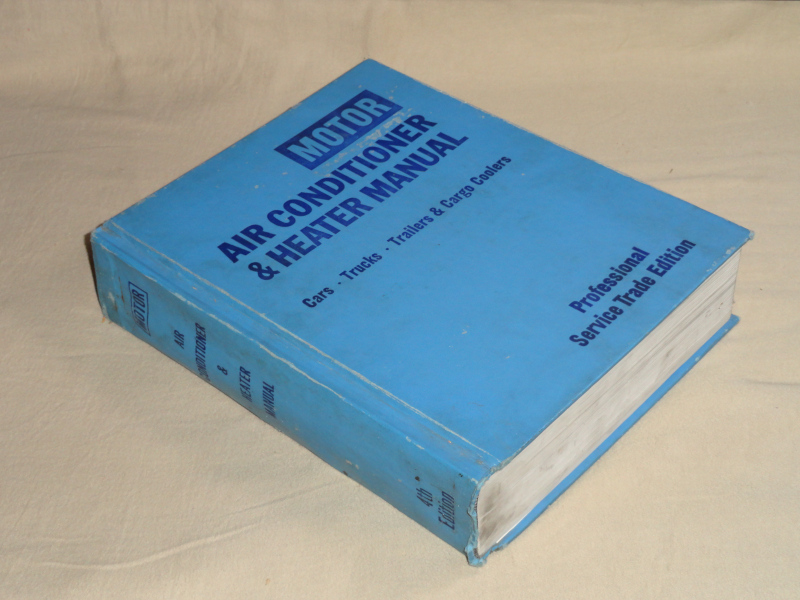 MOTOR
AIR CONDITIONER
& HEATER MANUAL
Cars · Trucks · Trailers & Cargo Coolers
Professional
Service Trade Edition
MOTOR
AIR
CONDITIONER
&
HEATER
MANUAL
4th
Edition